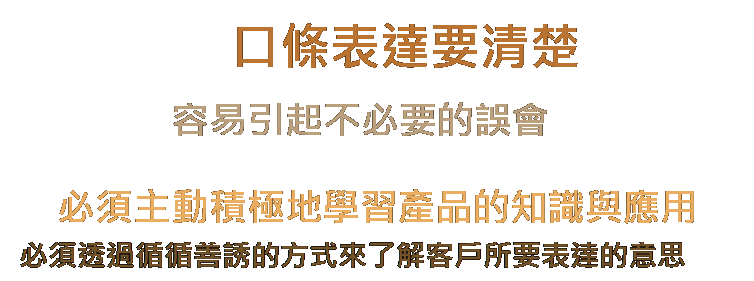 口條表達要清楚
容易引起不必要的誤會
必須主動積極地學習產品的知識與應用
必須透過循循善誘的方式來了解客戶所要表達的意思